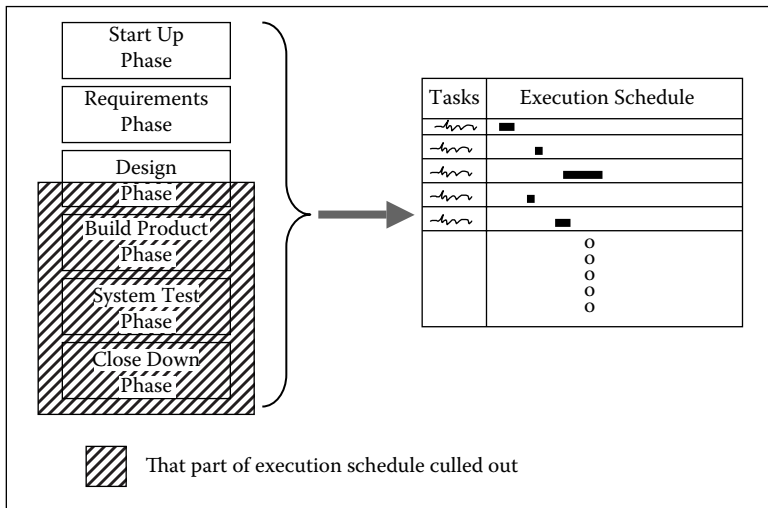 Start Up
Phase
Requirements
Phase
Design
Phase
Build Product
Phase
System Test
Phase
Close Down
Phase
Tasks Execution Schedule
o
o
o
o
o
That part of execution schedule culled out